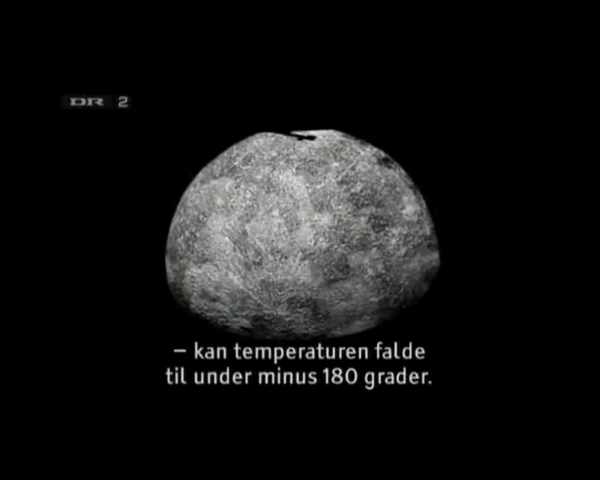 DR 2
– kan temperaturen falde
til under minus 180 grader.